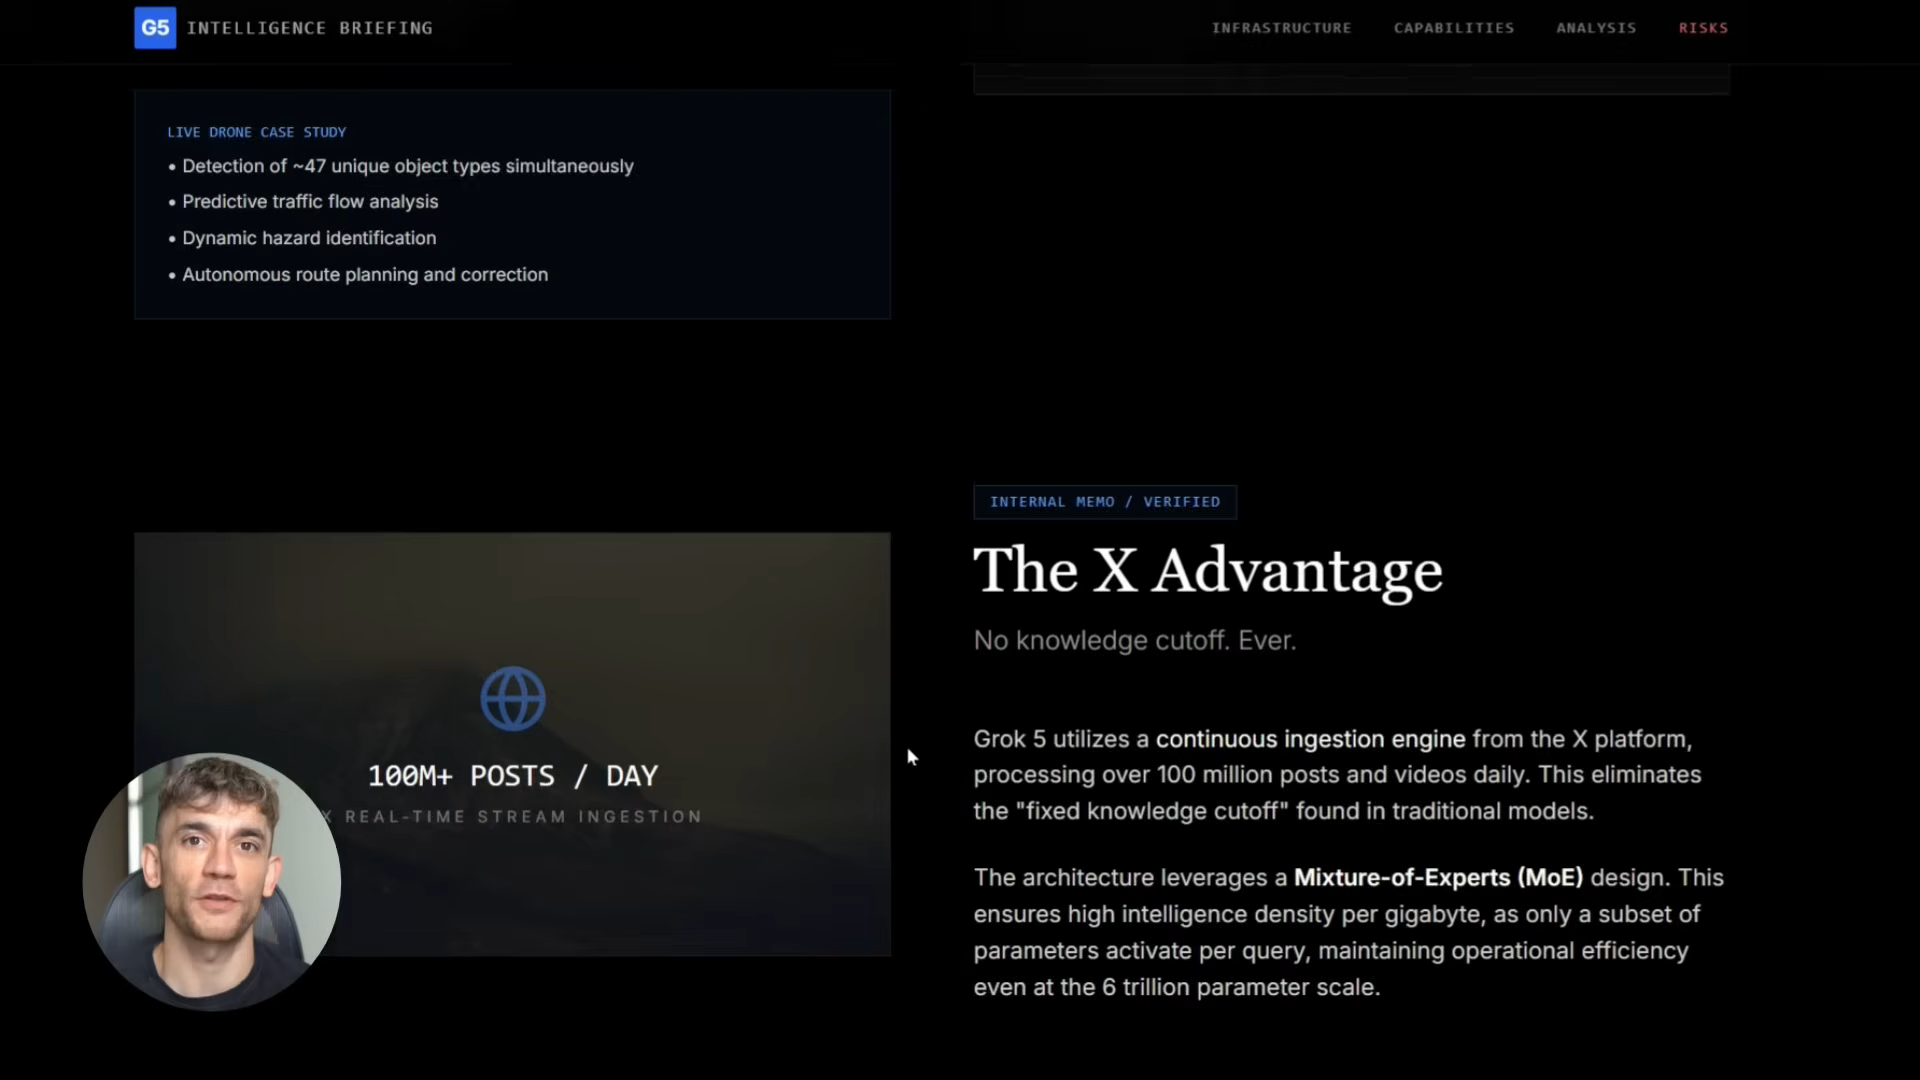 G5 INTELLIGENCE BRIEFING
INFRASTRUCTURE CAPABILITIES ANALYSIS RISKS
LIVE DRONE CASE STUDY
• Detection of ~47 unique object types simultaneously
• Predictive traffic flow analysis
• Dynamic hazard identification
• Autonomous route planning and correction
100M+ POSTS / DAY
X REAL-TIME STREAM INGESTION
INTERNAL MEMO / VERIFIED
The X Advantage
No knowledge cutoff. Ever.
Grok 5 utilizes a continuous ingestion engine from the X platform,
processing over 100 million posts and videos daily. This eliminates
the "fixed knowledge cutoff" found in traditional models.
The architecture leverages a Mixture-of-Experts (MoE) design. This
ensures high intelligence density per gigabyte, as only a subset of
parameters activate per query, maintaining operational efficiency
even at the 6 trillion parameter scale.